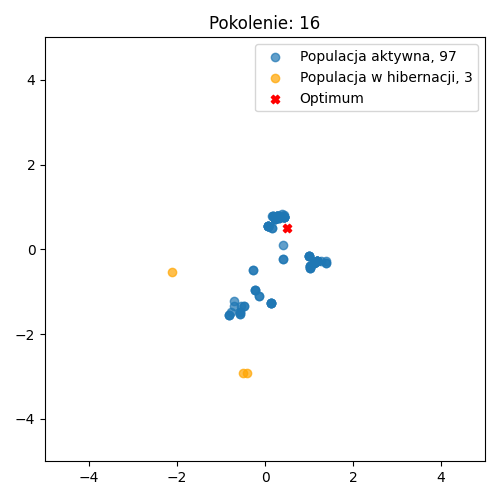 Pokolenie: 16
Populacja aktywna, 97
Populacja w hibernacji, 3
Optimum
4
2
0
−2
−4
−4
−2
0
2
4